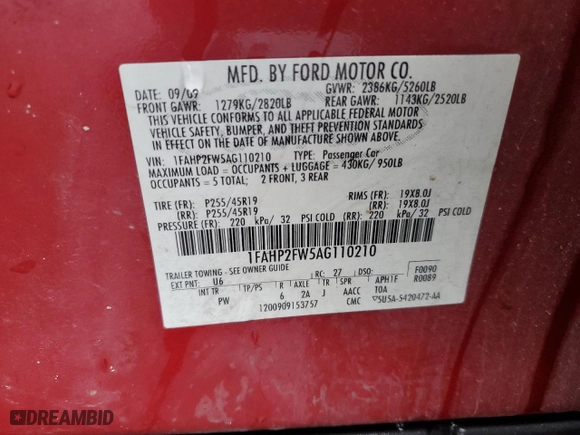 MFD. BY FORD MOTOR CO.
DATE: 09/09 GVWR: 2386KG/5260LB
FRONT GAWR: 1279KG/2820LB REAR GAWR: 1143KG/2520LB
THIS VEHICLE CONFORMS TO ALL APPLICABLE FEDERAL MOTOR
VEHICLE SAFETY, BUMPER, AND THEFT PREVENTION STANDARDS
IN EFFECT ON THE DATE OF MANUFACTURE SHOWN ABOVE.
VIN: 1FAHP2FW5AG110210 TYPE: Passenger Car
MAXIMUM LOAD = OCCUPANTS + LUGGAGE = 430KG/ 950LB
OCCUPANTS = 5 TOTAL; 2 FRONT, 3 REAR
TIRE (FR): P255/45R19 RIMS (FR): 19X8.0J
(RR): P255/45R19 (RR): 19X8.0J
PRESSURE (FR): 220 kPa/ 32 PSI COLD (RR): 220 kPa/ 32 PSI COLD
1FAHP2FW5AG110210
TRAILER TOWING - SEE OWNER GUIDE
EXT PNT: U6 RC: 27 DSO: F0090
R0089
INT TR TP/PS R AXLE TR SPR APH1F
PW 6 2A J AACC TOA
1200909153757 CMC ▽5U5A-5420472-AA
DREAMBID